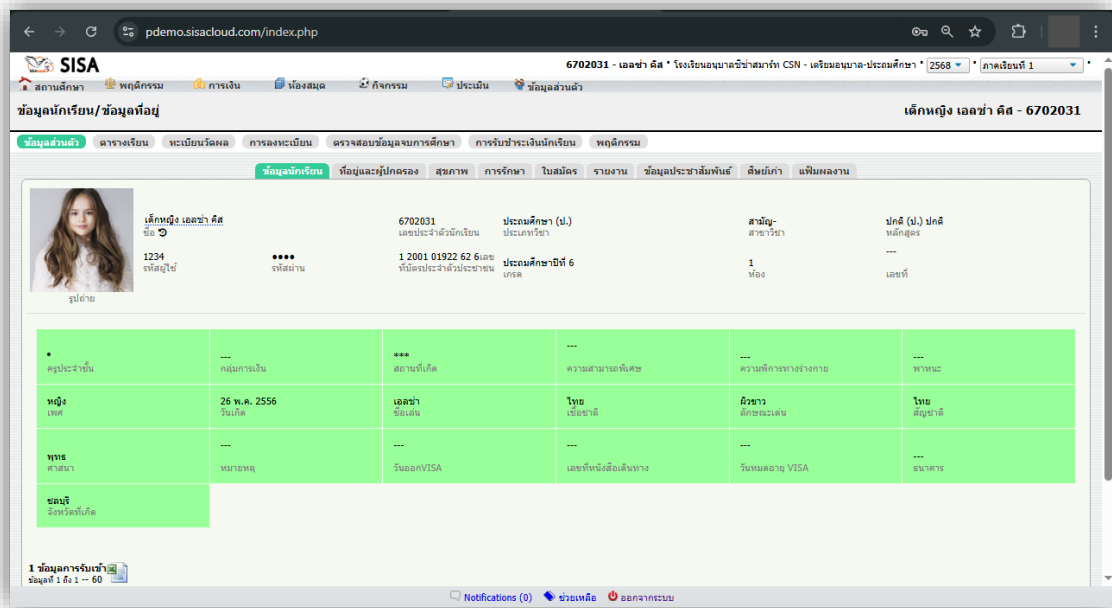 pdemo.sisacloud.com/index.php
SISA
6702031 - เอลซ่า คิส * โรงเรียนอนุบาลชีช่าสมาร์ท CSN - เตรียมอนุบาล-ประถมศึกษา * 2568 * ภาคเรียนที่ 1
สถานศึกษา พฤติกรรม การเงิน ห้องสมุด กิจกรรม ประเมิน ข้อมูลส่วนตัว
ข้อมูลนักเรียน/ข้อมูลที่อยู่ เด็กหญิง เอลซ่า คิส - 6702031
ข้อมูลส่วนตัว ตารางเรียน ทะเบียนวัดผล การลงทะเบียน ตรวจสอบข้อมูลจบการศึกษา การรับชำระเงินนักเรียน พฤติกรรม
ข้อมูลนักเรียน ที่อยู่และผู้ปกครอง สุขภาพ การรักษา ใบสมัคร รายงาน ข้อมูลประชาสัมพันธ์ ศิษย์เก่า แฟ้มผลงาน
เด็กหญิง เอลซ่า คิส 6702031 ประถมศึกษา (ป.) สามัญ- ปกติ (ป.) ปกติ
ชื่อ เลขประจำตัวนักเรียน ประเภทวิชา สาขาวิชา หลักสูตร
1234 •••• 1 2001 01922 62 6เลข ประถมศึกษาปีที่ 6 1 ---
รหัสผู้ใช้ รหัสผ่าน ที่บัตรประจำตัวประชาชน เกรด ห้อง เลขที่
รูปถ่าย
• --- *** --- --- ---
ครูประจำชั้น กลุ่มการเงิน สถานที่เกิด ความสามารถพิเศษ ความพิการทางร่างกาย พาหนะ
หญิง 26 พ.ค. 2556 เอลซ่า ไทย ผิวขาว ไทย
เพศ วันเกิด ชื่อเล่น เชื้อชาติ ลักษณะเด่น สัญชาติ
พุทธ --- --- --- --- ---
ศาสนา หมายเหตุ วันออกVISA เลขที่หนังสือเดินทาง วันหมดอายุ VISA ธนาคาร
ชลบุรี
จังหวัดที่เกิด
1 ข้อมูลการรับเข้า
ข้อมูลที่ 1 ถึง 1 -- 60
Notifications (0) ช่วยเหลือ ออกจากระบบ